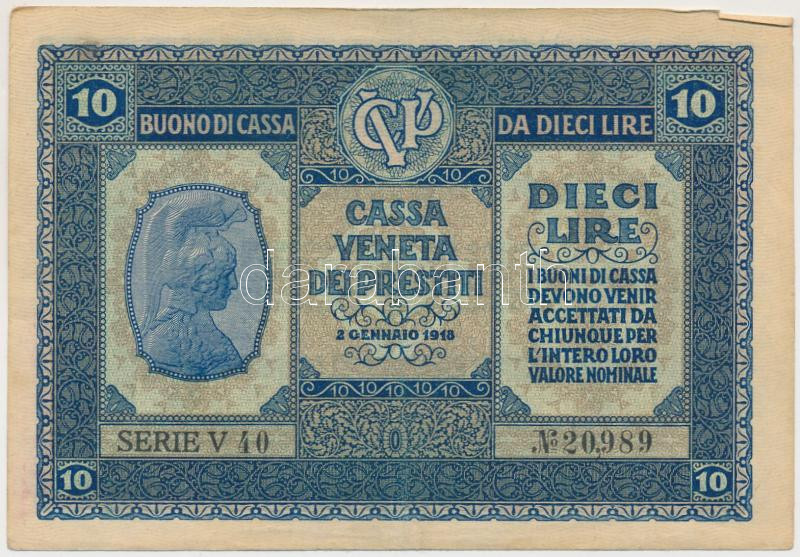 10
10
BUONO DI CASSA
CVP
DA DIECI LIRE
10 10
CASSA
VENETA
DEI PRESTITI
2 GENNAIO 1918
10 10 10 10 10
DIECI
LIRE
I BUONI DI CASSA
DEVONO VENIR
ACCETTATI DA
CHIUNQUE PER
L'INTERO LORO
VALORE NOMINALE
SERIE V 40
0
No 20,989
10
10
darabanth